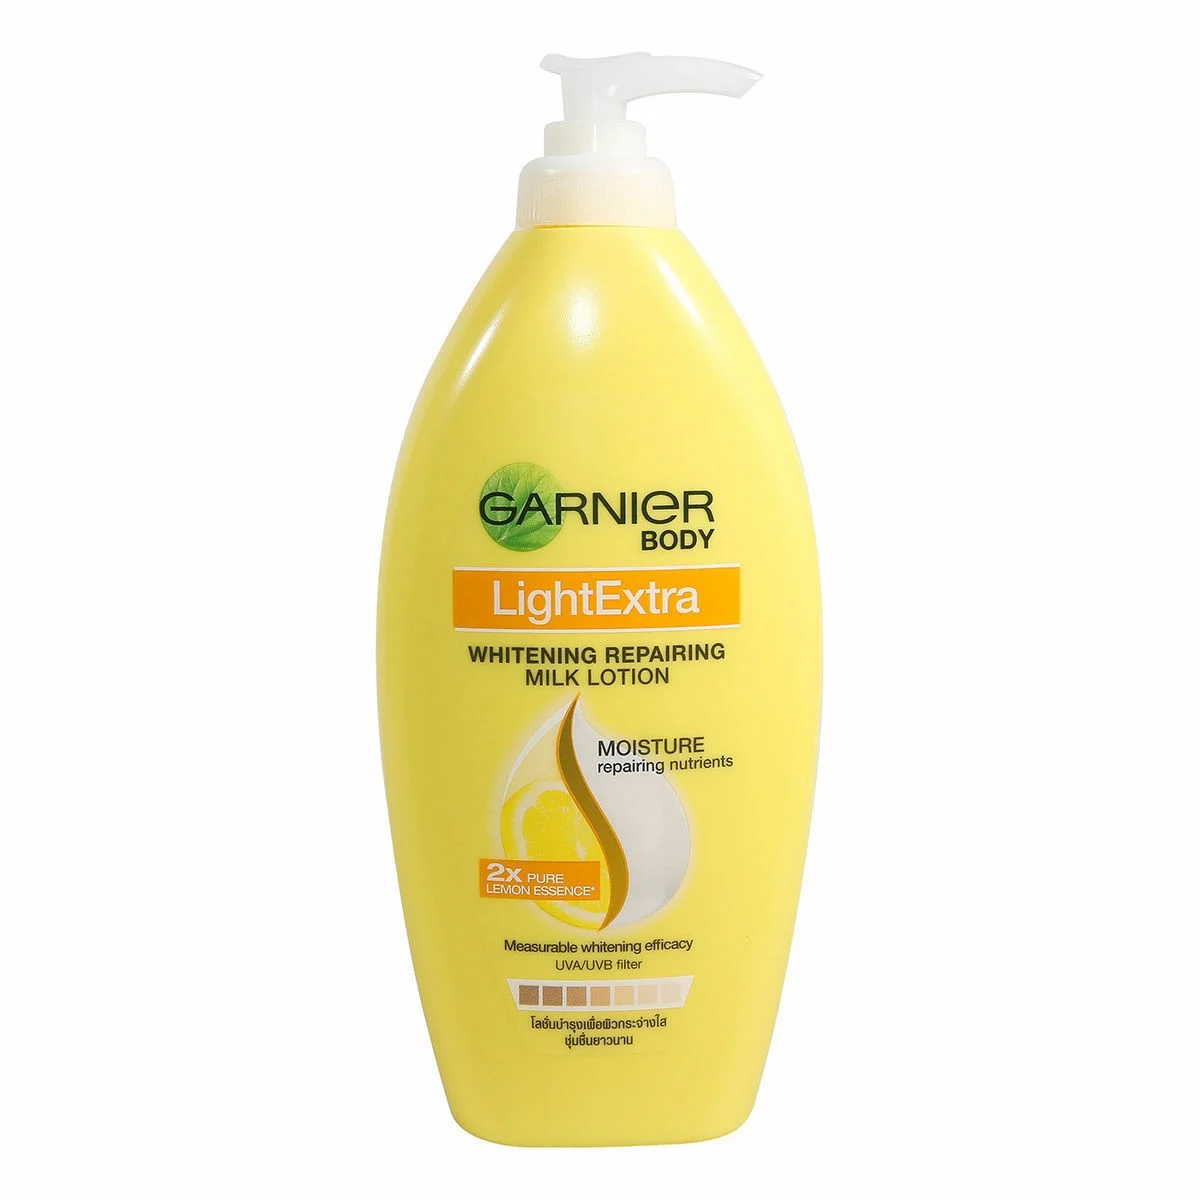 GARNIER
BODY
LightExtra
WHITENING REPAIRING
MILK LOTION
MOISTURE
repairing nutrients
2x PURE
LEMON ESSENCE*
Measurable whitening efficacy
UVA/UVB filter
โลชั่นบำรุงเพื่อผิวกระจ่างใส
ชุ่มชื่นยาวนาน